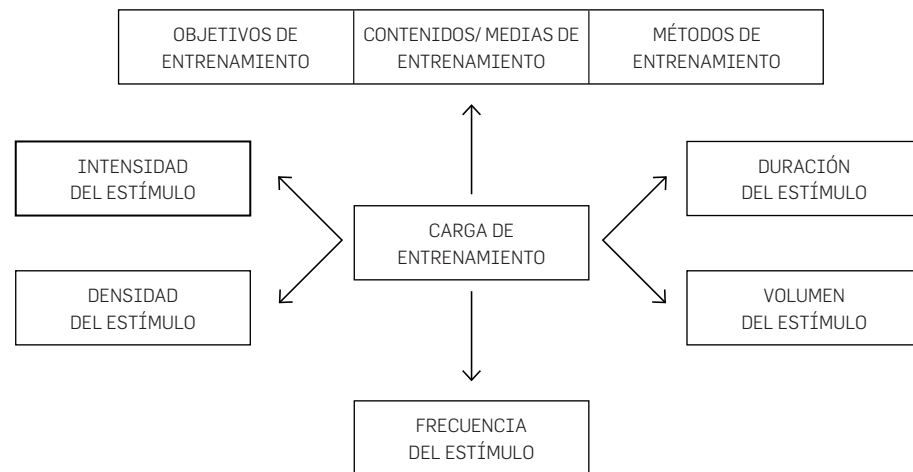 OBJETIVOS DE
ENTRENAMIENTO
CONTENIDOS/ MEDIAS DE
ENTRENAMIENTO
MÉTODOS DE
ENTRENAMIENTO
INTENSIDAD
DEL ESTÍMULO
DURACIÓN
DEL ESTÍMULO
CARGA DE
ENTRENAMIENTO
DENSIDAD
DEL ESTÍMULO
VOLUMEN
DEL ESTÍMULO
FRECUENCIA
DEL ESTÍMULO